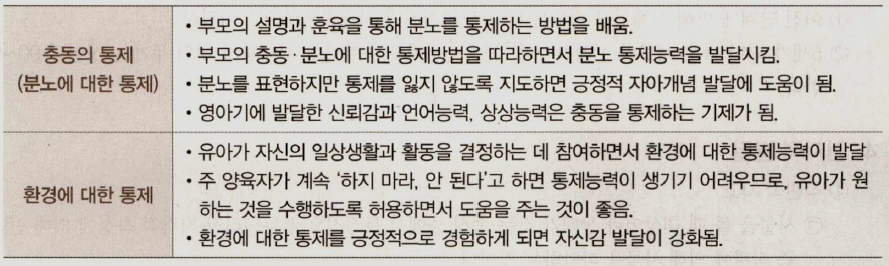 충동의 통제
(분노에 대한 통제)
• 부모의 설명과 훈육을 통해 분노를 통제하는 방법을 배움.
• 부모의 충동·분노에 대한 통제방법을 따라하면서 분노 통제능력을 발달시킴.
• 분노를 표현하지만 통제를 잃지 않도록 지도하면 긍정적 자아개념 발달에 도움이 됨.
• 영아기에 발달한 신뢰감과 언어능력, 상상능력은 충동을 통제하는 기제가 됨.
환경에 대한 통제
• 유아가 자신의 일상생활과 활동을 결정하는 데 참여하면서 환경에 대한 통제능력이 발달
• 주 양육자가 계속 '하지 마라, 안 된다'고 하면 통제능력이 생기기 어려우므로, 유아가 원
하는 것을 수행하도록 허용하면서 도움을 주는 것이 좋음.
• 환경에 대한 통제를 긍정적으로 경험하게 되면 자신감 발달이 강화됨.